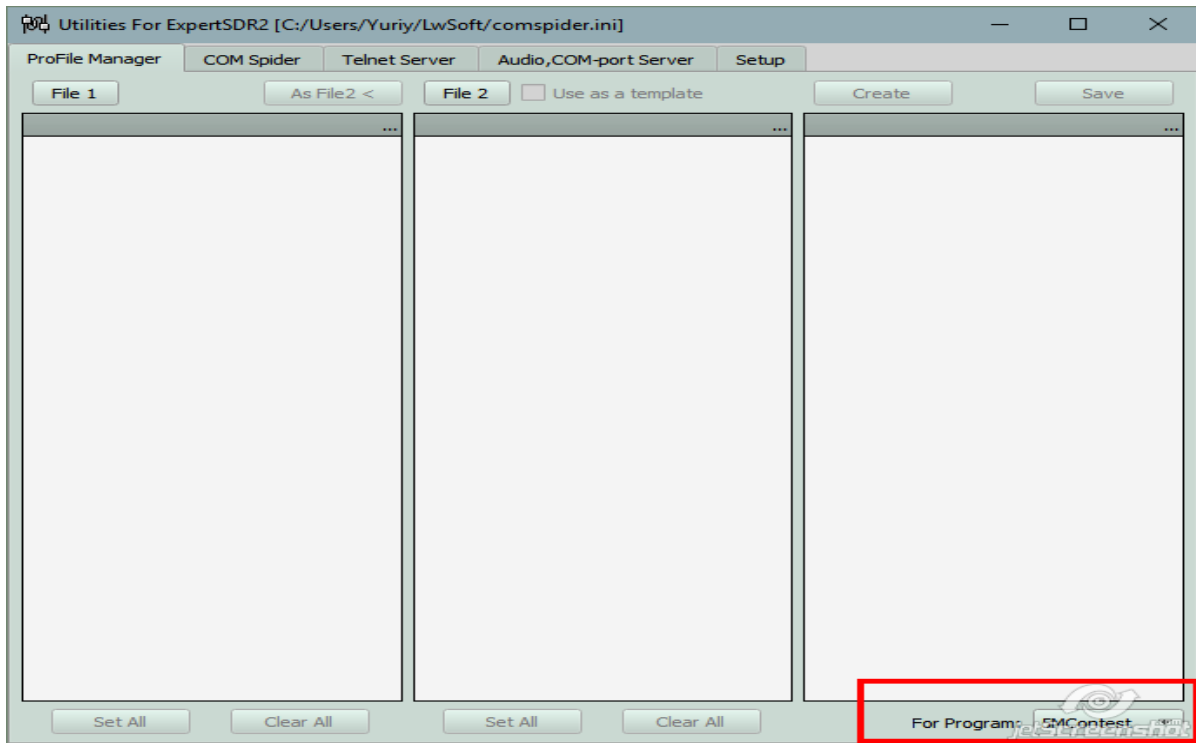 Utilities For ExpertSDR2 [C:/Users/Yuriy/LwSoft/comspider.ini]
ProFile Manager COM Spider Telnet Server Audio,COM-port Server Setup
File 1 As File2 < File 2 Use as a template Create Save
... ... ...
Set All Clear All Set All Clear All For Program: 5MContest
jetScreenshot